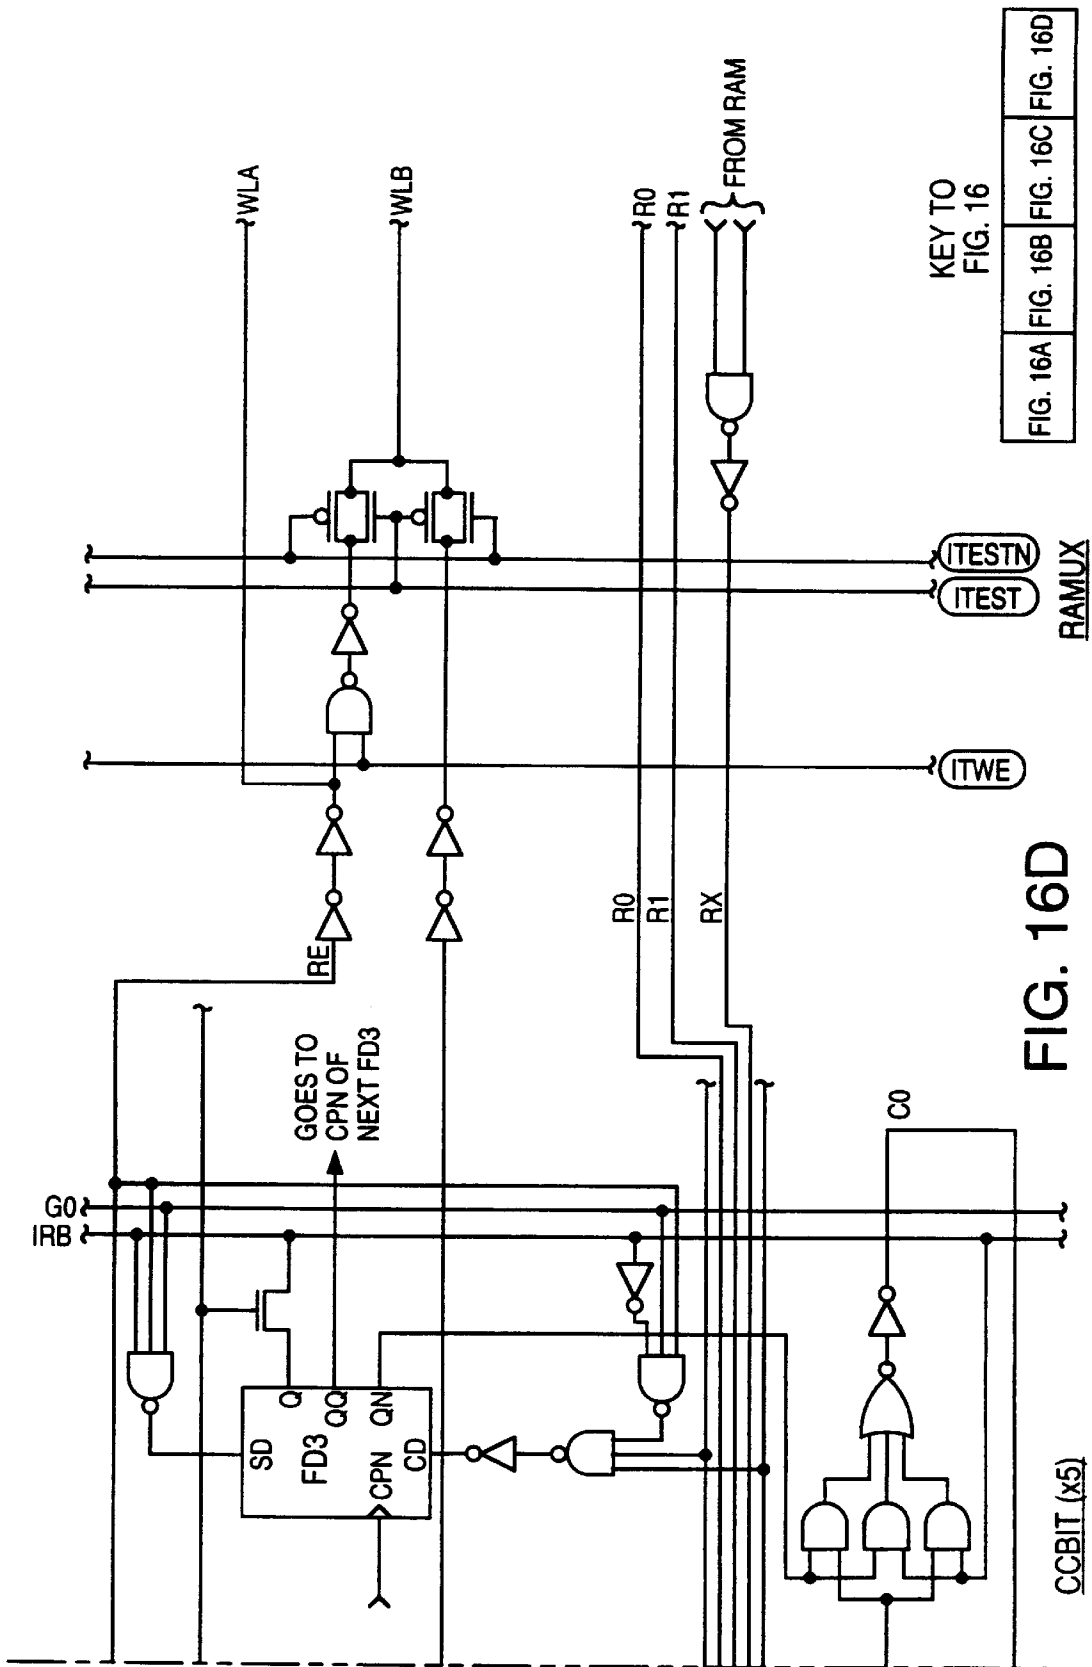 G0
IRB
SD
FD3
CPN
CD
Q
QQ
QN
GOES TO
CPN OF
NEXT FD3
RE
WLA
WLB
R0
R1
RX
R0
R1
FROM RAM
C0
CCBIT (x5)
ITWE
ITEST
ITESTN
RAMUX
KEY TO
FIG. 16
FIG. 16A FIG. 16B FIG. 16C FIG. 16D
FIG. 16D